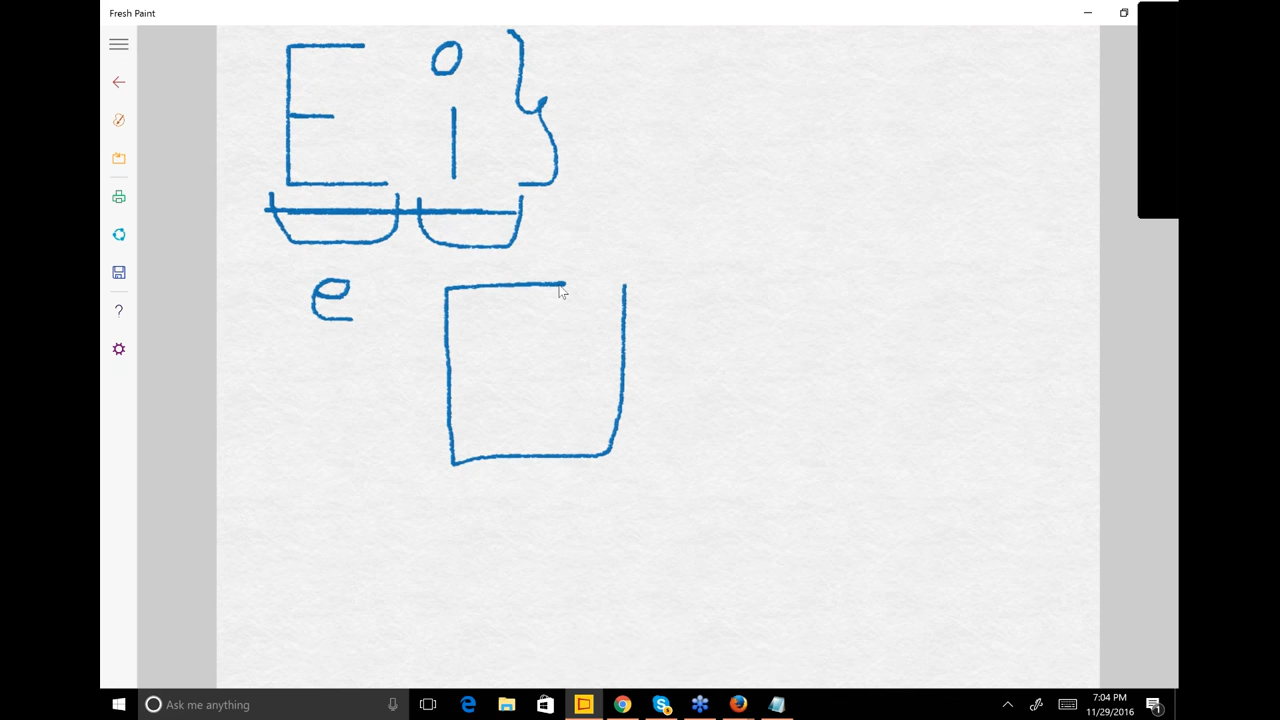 Fresh Paint
E i
e
?
Ask me anything
7:04 PM
11/29/2016